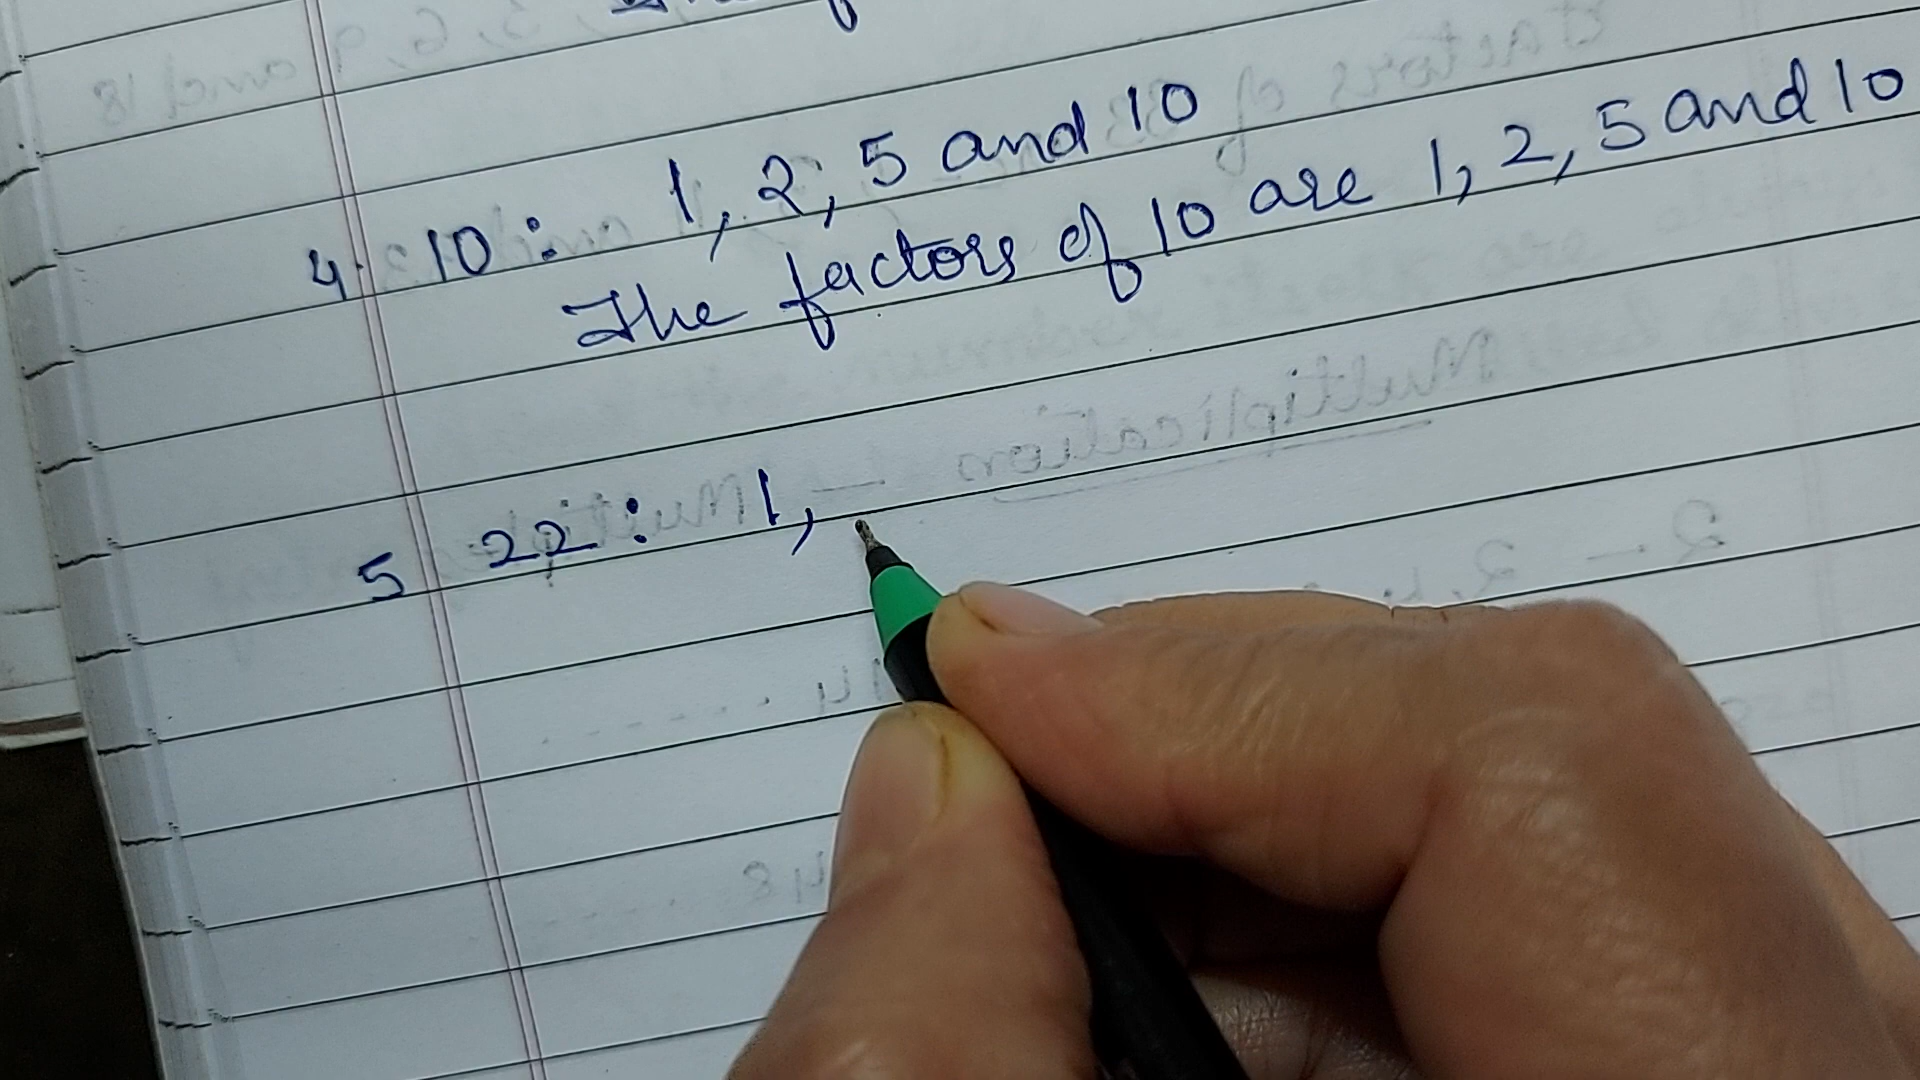 4. 10: 1, 2, 5 and 10
The factors of 10 are 1, 2, 5 and 10
5 22: 1,